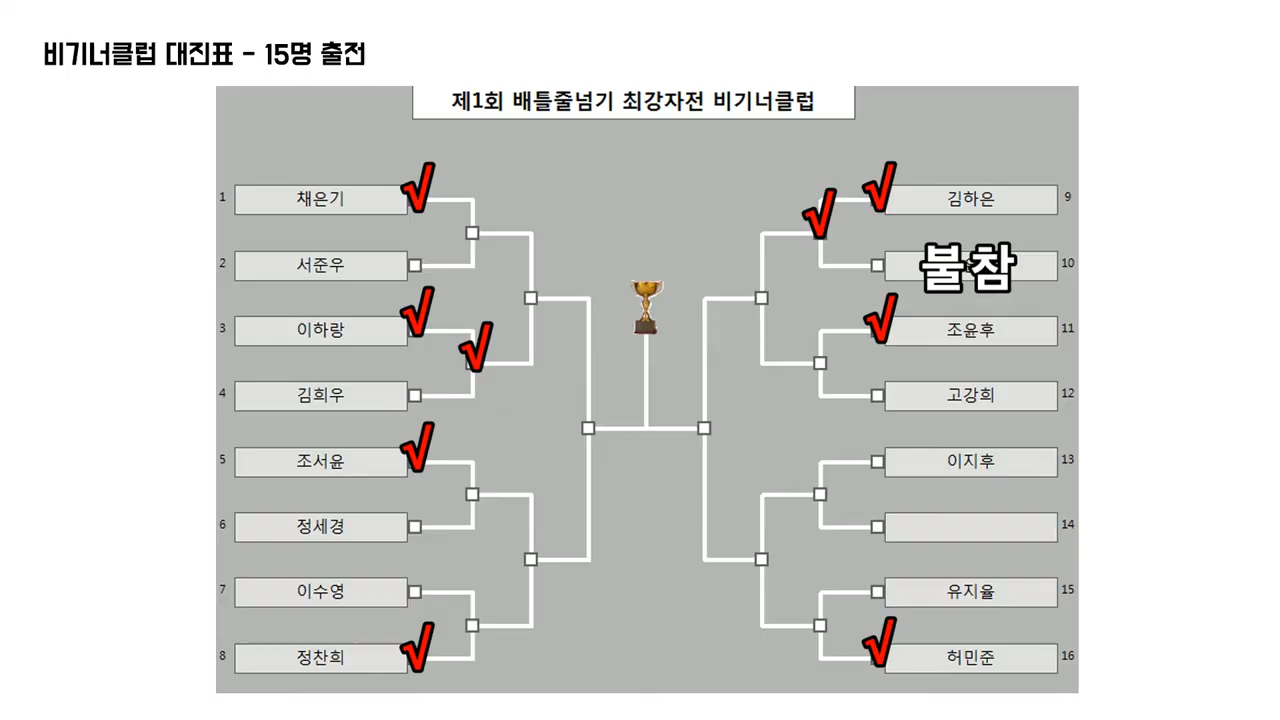 비기너클럽 대진표 - 15명 출전
제1회 배틀줄넘기 최강자전 비기너클럽
1 채은기
2 서준우
3 이하랑
4 김희우
5 조서윤
6 정세경
7 이수영
8 정찬희
김하은 9
불참 10
조윤후 11
고강희 12
이지후 13
14
유지율 15
허민준 16